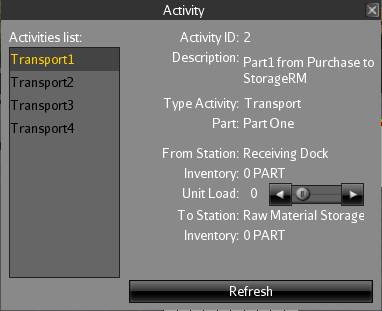 Activity
Activities list:
Transport1
Transport2
Transport3
Transport4
Activity ID: 2
Description: Part1 from Purchase to
StorageRM
Type Activity: Transport
Part: Part One
From Station: Receiving Dock
Inventory: 0 PART
Unit Load: 0
To Station: Raw Material Storage
Inventory: 0 PART
Refresh